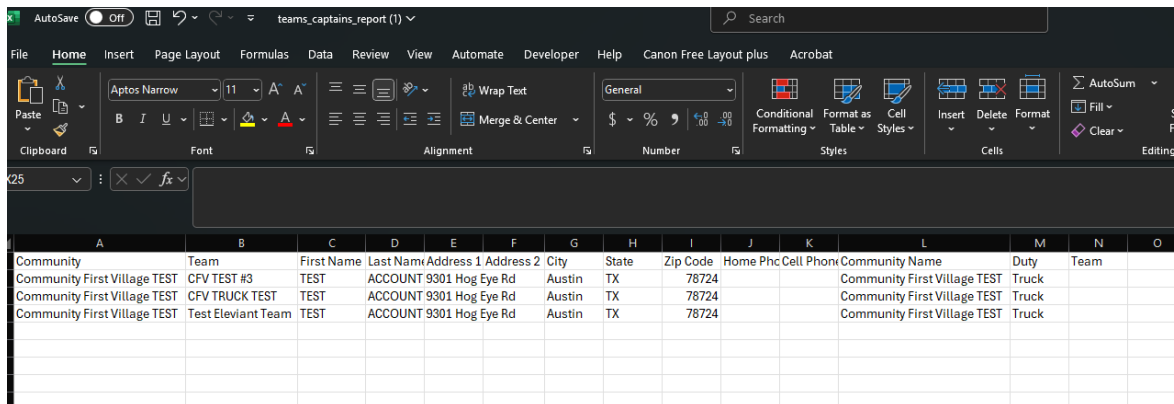 AutoSave Off teams_captains_report (1) Search
File Home Insert Page Layout Formulas Data Review View Automate Developer Help Canon Free Layout plus Acrobat
Paste
Clipboard
Aptos Narrow 11 A A
B I U A
Font
ab Wrap Text
Merge & Center
Alignment
General
$ % 9 .00
Number
Conditional Formatting
Format as Table
Cell Styles
Styles
Insert Delete Format
Cells
AutoSum
Fill
Clear
Editing
X25 fx
A B C D E F G H I J K L M N O
Community Team First Name Last Name Address 1 Address 2 City State Zip Code Home Pho Cell Phone Community Name Duty Team
Community First Village TEST CFV TEST #3 TEST ACCOUNT 9301 Hog Eye Rd Austin TX 78724 Community First Village TEST Truck
Community First Village TEST CFV TRUCK TEST TEST ACCOUNT 9301 Hog Eye Rd Austin TX 78724 Community First Village TEST Truck
Community First Village TEST Test Eleviant Team TEST ACCOUNT 9301 Hog Eye Rd Austin TX 78724 Community First Village TEST Truck